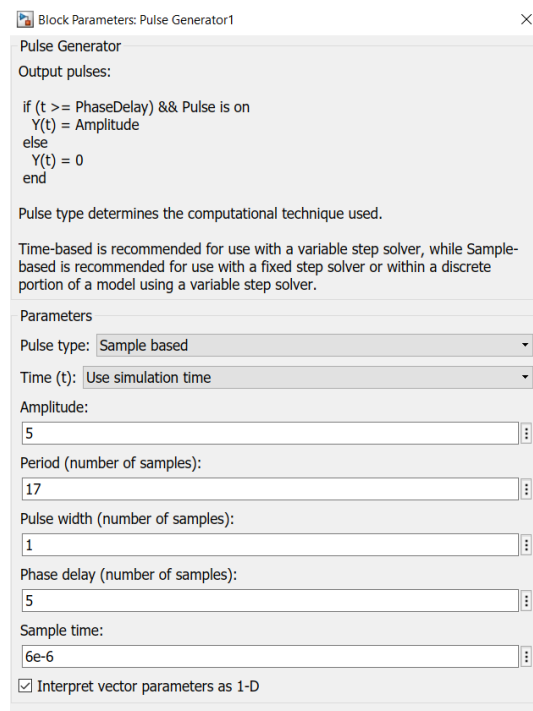 Block Parameters: Pulse Generator1
Pulse Generator
Output pulses:
if (t >= PhaseDelay) && Pulse is on
Y(t) = Amplitude
else
Y(t) = 0
end
Pulse type determines the computational technique used.
Time-based is recommended for use with a variable step solver, while Sample-
based is recommended for use with a fixed step solver or within a discrete
portion of a model using a variable step solver.
Parameters
Pulse type: Sample based
Time (t): Use simulation time
Amplitude:
5
Period (number of samples):
17
Pulse width (number of samples):
1
Phase delay (number of samples):
5
Sample time:
6e-6
Interpret vector parameters as 1-D